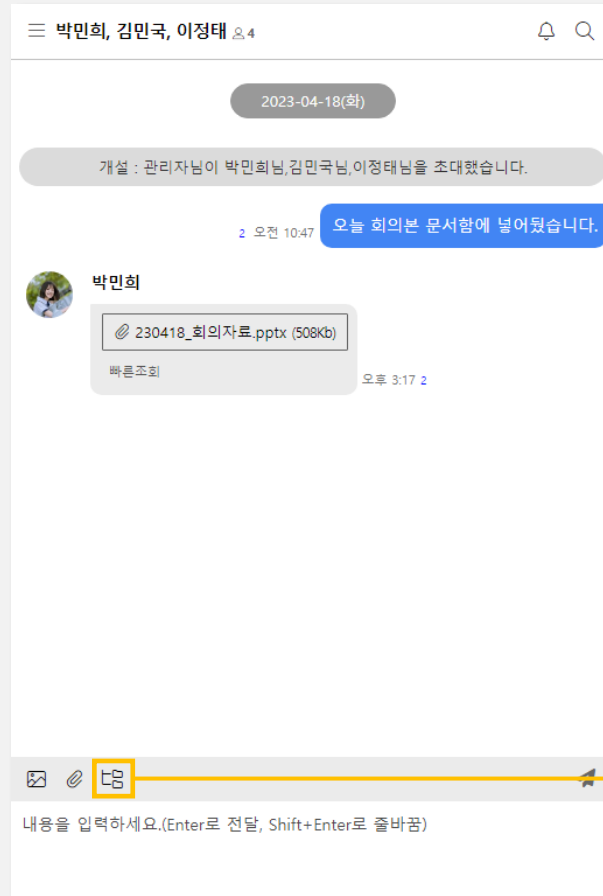 박민희, 김민국, 이정태 4
2023-04-18(화)
개설 : 관리자님이 박민희님,김민국님,이정태님을 초대했습니다.
2 오전 10:47 오늘 회의본 문서함에 넣어뒀습니다.
박민희
230418_회의자료.pptx (508Kb)
빠른조회
오후 3:17 2
내용을 입력하세요.(Enter로 전달, Shift+Enter로 줄바꿈)